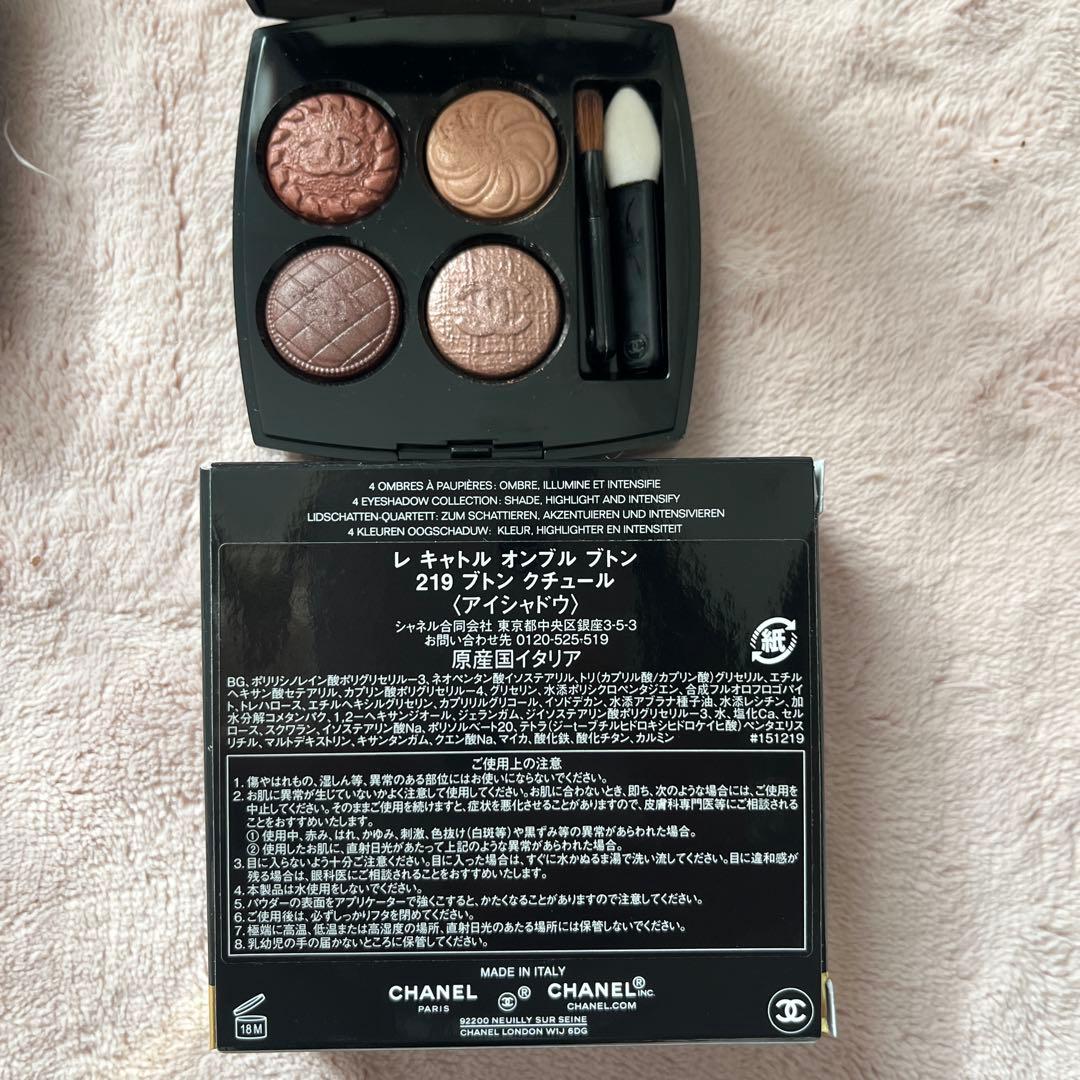 4 OMBRES À PAUPIÈRES: OMBRE, ILLUMINE ET INTENSIFIE
4 EYESHADOW COLLECTION: SHADE, HIGHLIGHT AND INTENSIFY
LIDSCHATTEN-QUARTETT: ZUM SCHATTIEREN, AKZENTUIEREN UND INTENSIVIEREN
4 KLEUREN OOGSCHADUW: KLEUR, HIGHLIGHTER EN INTENSITEIT
レ キャトル オンブル ブトン
219 ブトン クチュール
〈アイシャドウ〉
シャネル合同会社 東京都中央区銀座3-5-3
お問い合わせ先 0120-525-519
原産国イタリア
紙
BG、ポリリシノレイン酸ポリグリセリル-3、ネオペンタン酸イソステアリル、トリ(カプリル酸/カプリン酸)グリセリル、エチル
ヘキサン酸セテアリル、カプリン酸ポリグリセリル-4、グリセリン、水添ポリシクロペンタジエン、合成フルオロフロゴパイ
ト、トレハロース、エチルヘキシルグリセリン、カプリリルグリコール、イソドデカン、水添アブラナ種子油、水添レシチン、加
水分解コメタンパク、1,2-ヘキサンジオール、ジェランガム、ジイソステアリン酸ポリグリセリル-3、水、塩化Ca、セル
ロース、スクワラン、イソステアリン酸Na、ポリソルベート20、テトラ(ジ-t-ブチルヒドロキシヒドロケイヒ酸)ペンタエリス
リチル、マルトデキストリン、キサンタンガム、クエン酸Na、マイカ、酸化鉄、酸化チタン、カルミン #151219
ご使用上の注意
1. 傷やはれもの、湿しん等、異常のある部位にはお使いにならないでください。
2. お肌に異常が生じていないかよく注意して使用してください。お肌に合わないとき、即ち、次のような場合には、ご使用を
中止してください。そのままご使用を続けますと、症状を悪化させることがありますので、皮膚科専門医等にご相談される
ことをおすすめいたします。
① 使用中、赤み、はれ、かゆみ、刺激、色抜け(白斑等)や黒ずみ等の異常があらわれた場合。
② 使用したお肌に、直射日光があたって上記のような異常があらわれた場合。
3. 目に入らないよう十分ご注意ください。目に入った場合は、すぐに水かぬるま湯で洗い流してください。目に違和感が
残る場合は、眼科医にご相談されることをおすすめいたします。
4. 本製品は水使用をしないでください。
5. パウダーの表面をアプリケーターで強くこすると、かたくなることがありますので注意してください。
6. ご使用後は、必ずしっかりフタを閉めてください。
7. 極端に高温、低温または高湿度の場所、直射日光のあたる場所には保管しないでください。
8. 乳幼児の手の届かないところに保管してください。
MADE IN ITALY
CHANEL ® CHANEL® INC.
PARIS CHANEL.COM
92200 NEUILLY SUR SEINE
CHANEL LONDON W1J 6DG
18 M